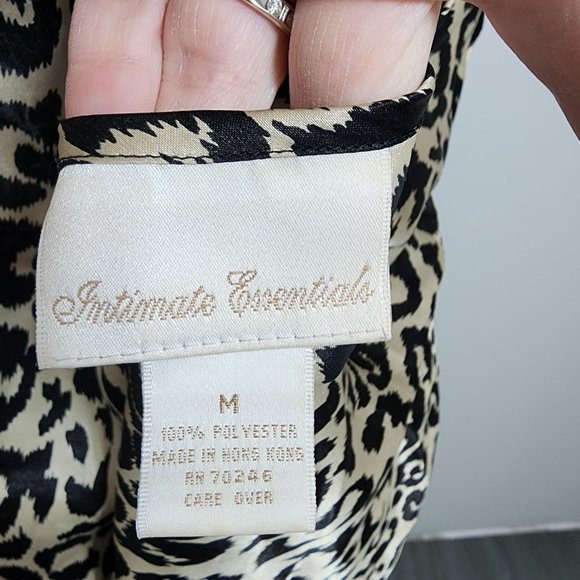 Intimate Essentials
M
100% POLYESTER
MADE IN HONG KONG
RN 70246
CARE OVER